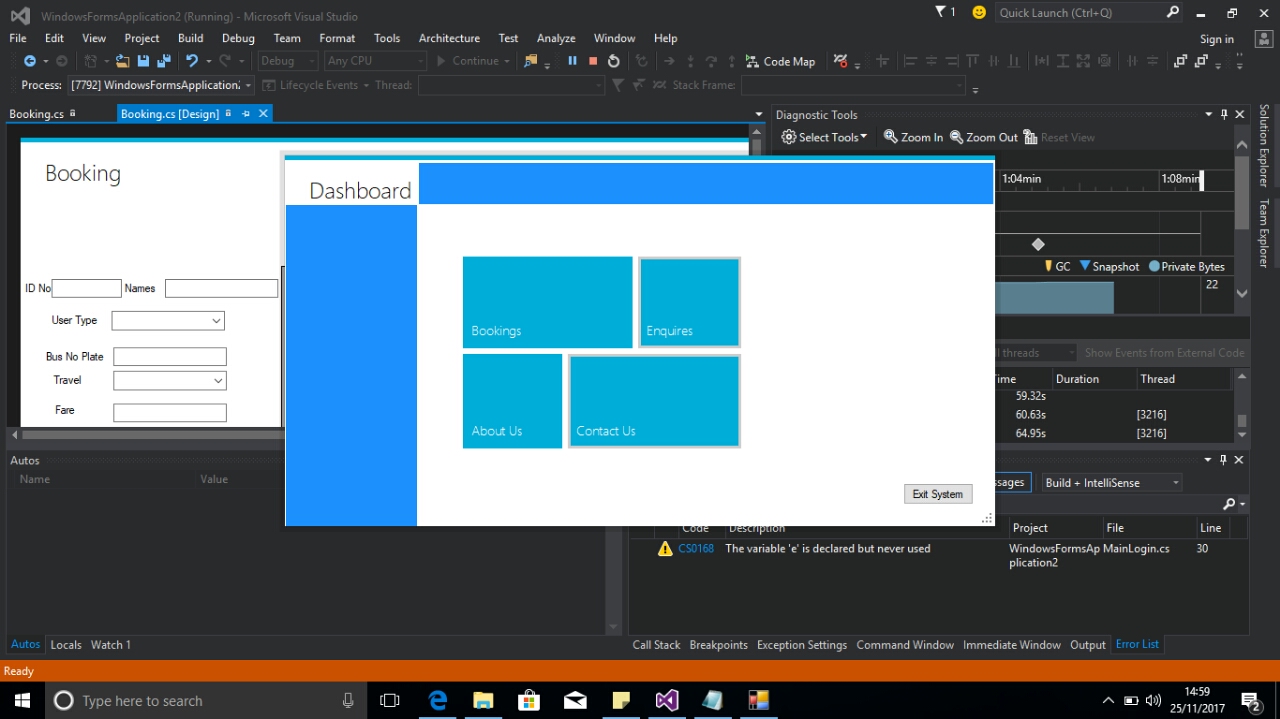 WindowsFormsApplication2 (Running) - Microsoft Visual Studio
1
Quick Launch (Ctrl+Q)
File Edit View Project Build Debug Team Format Tools Architecture Test Analyze Window Help
Sign in
Debug Any CPU Continue Code Map
Process: [7792] WindowsFormsApplication: Lifecycle Events Thread: Stack Frame:
Booking.cs Booking.cs [Design]
Diagnostic Tools
Select Tools Zoom In Zoom Out Reset View
Booking
ID No Names
User Type
Bus No Plate
Travel
Fare
Dashboard
Bookings
Enquires
About Us
Contact Us
Exit System
1:04min 1:08min
GC Snapshot Private Bytes
22
ll threads Show Events from External Code
Time Duration Thread
59.32s
60.63s [3216]
64.95s [3216]
Autos
Name Value
ssages Build + IntelliSense
Code Description Project File Line
CS0168 The variable 'e' is declared but never used WindowsFormsAp MainLogin.cs 30
plication2
Autos Locals Watch 1
Call Stack Breakpoints Exception Settings Command Window Immediate Window Output Error List
Solution Explorer
Team Explorer
Ready
Type here to search
14:59
25/11/2017
2